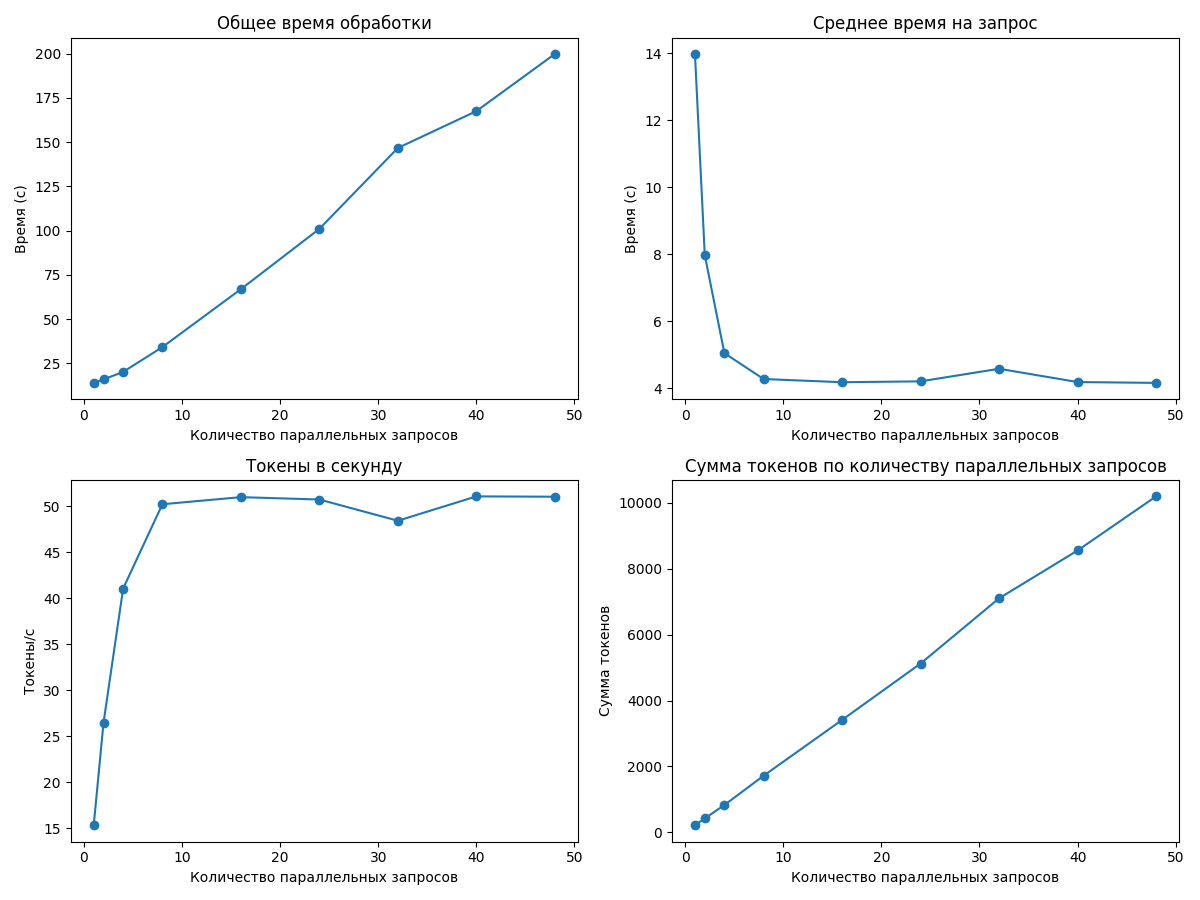 Общее время обработки
200
175
150
125
100
75
50
25
Время (с)
0 10 20 30 40 50
Количество параллельных запросов
Среднее время на запрос
14
12
10
8
6
4
Время (с)
0 10 20 30 40 50
Количество параллельных запросов
Токены в секунду
50
45
40
35
30
25
20
15
Токены/с
0 10 20 30 40 50
Количество параллельных запросов
Сумма токенов по количеству параллельных запросов
10000
8000
6000
4000
2000
0
Сумма токенов
0 10 20 30 40 50
Количество параллельных запросов